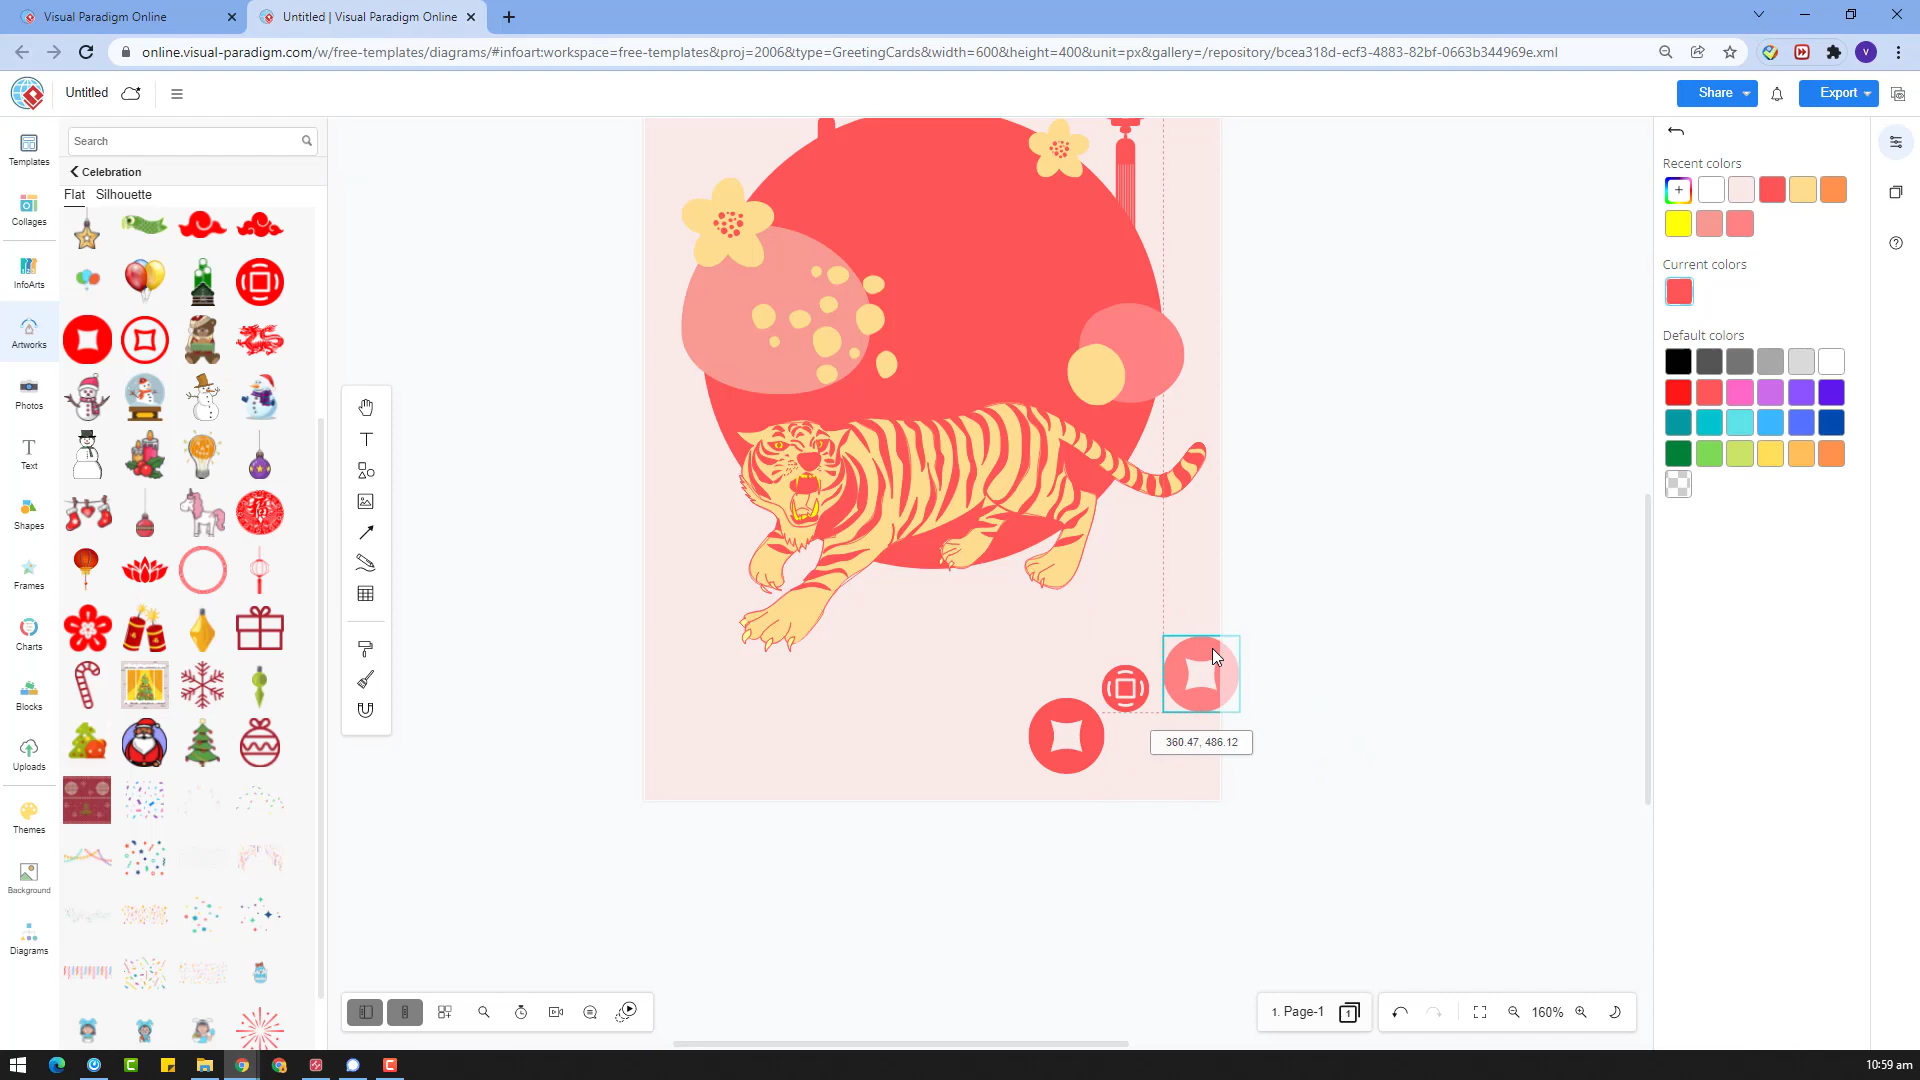 Visual Paradigm Online
Untitled | Visual Paradigm Online
online.visual-paradigm.com/w/free-templates/diagrams/#infoart:workspace=free-templates&proj=2006&type=GreetingCards&width=600&height=400&unit=px&gallery=/repository/bcea318d-ecf3-4883-82bf-0663b344969e.xml
V
Untitled
Share
Export
Templates
Collages
InfoArts
Artworks
Photos
Text
Shapes
Frames
Charts
Blocks
Uploads
Themes
Background
Diagrams
Search
Celebration
Flat Silhouette
福
360.47, 486.12
Recent colors
Current colors
Default colors
1. Page-1
1
160%
10:59 am